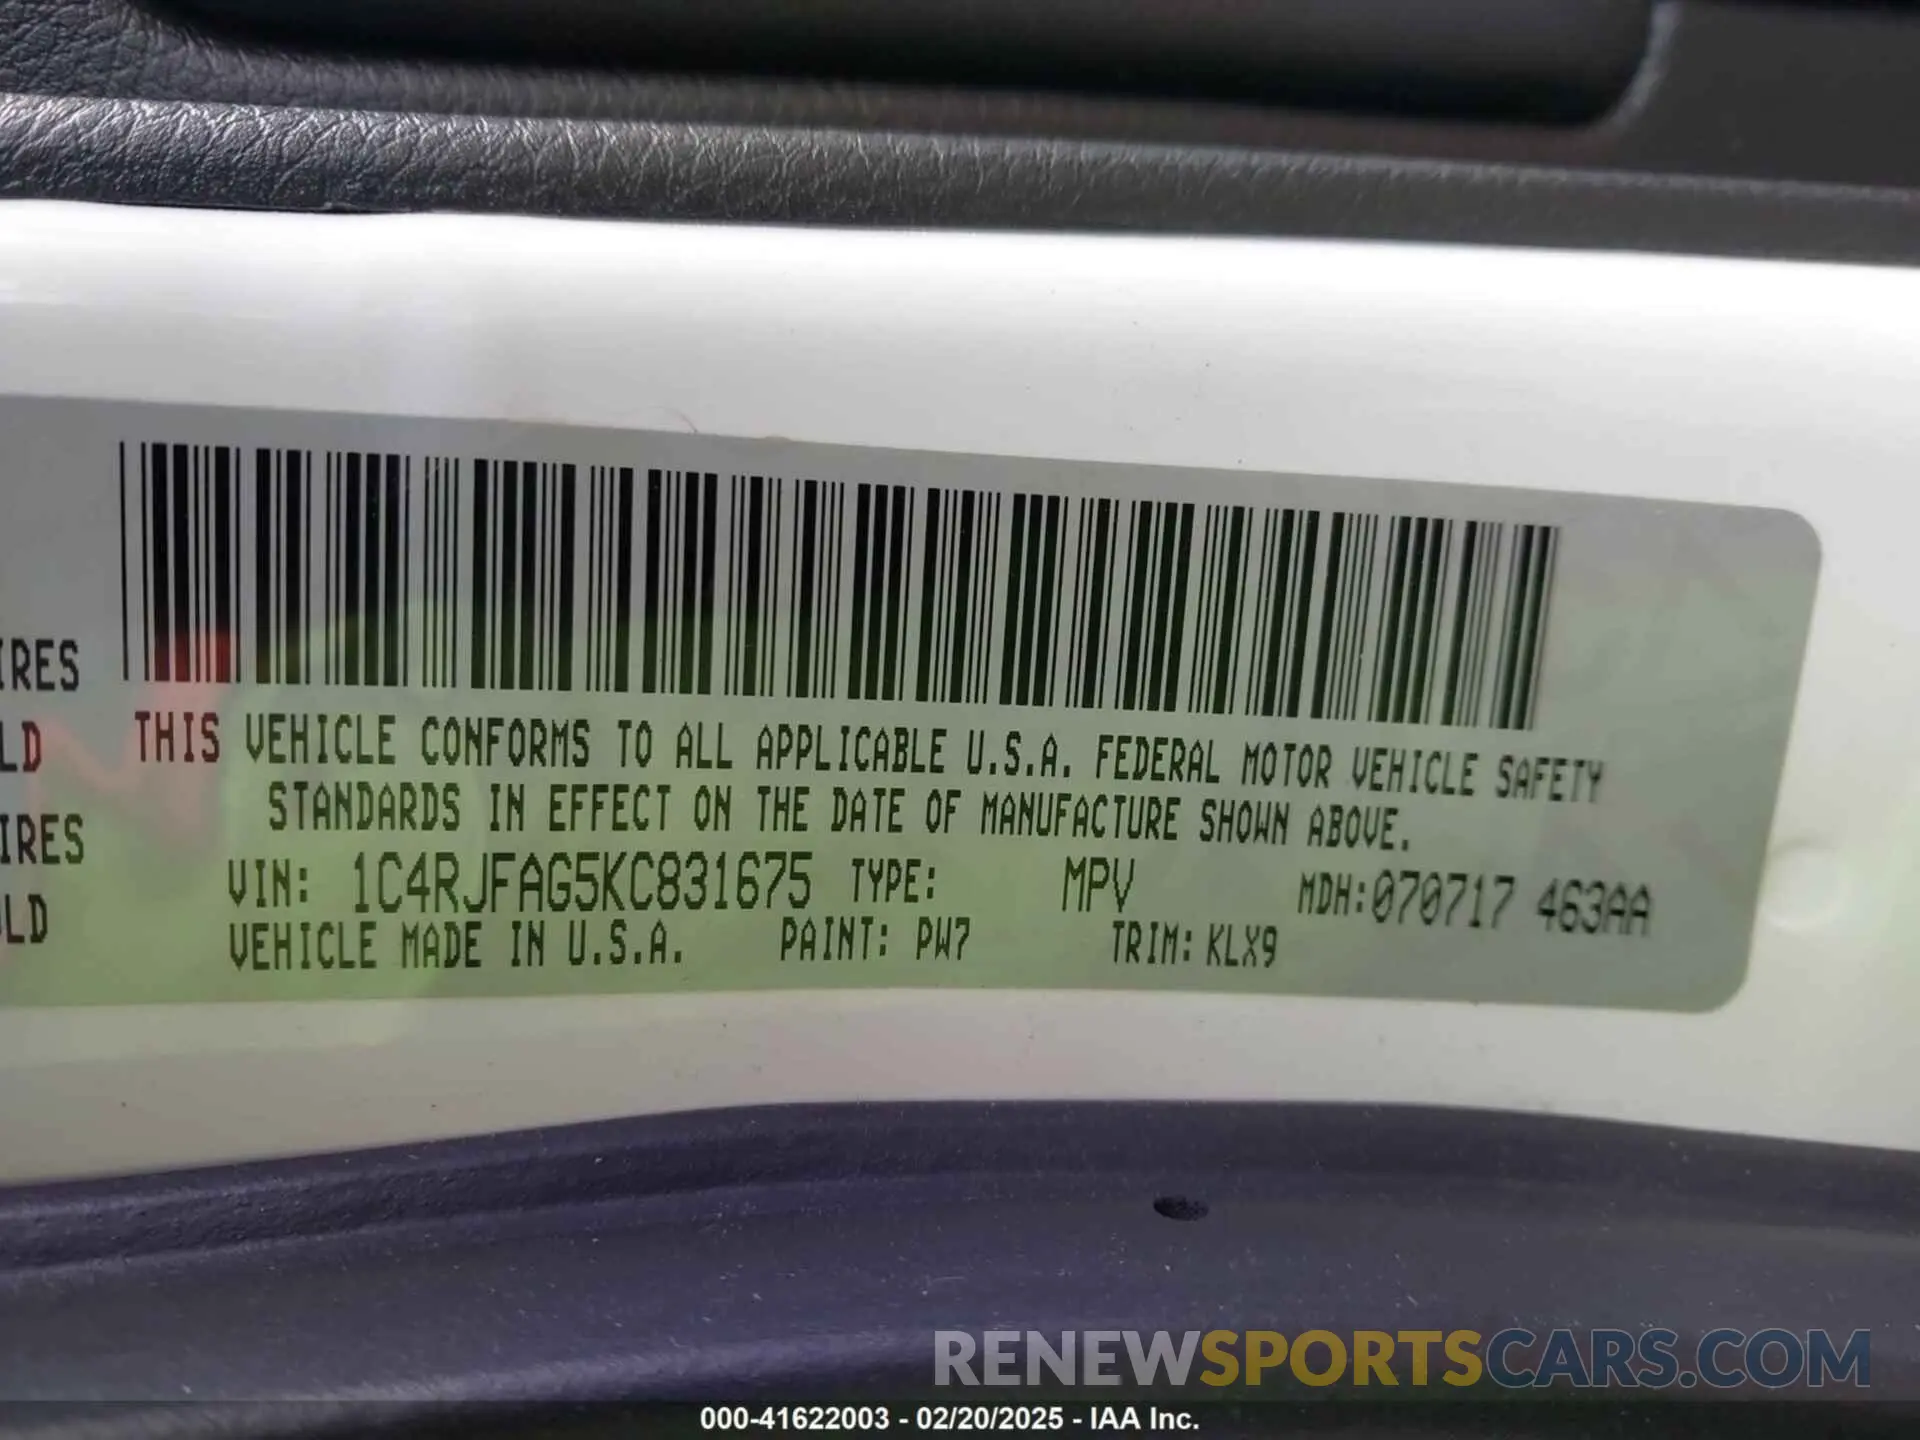 IRES
LD
IRES
LD
THIS VEHICLE CONFORMS TO ALL APPLICABLE U.S.A. FEDERAL MOTOR VEHICLE SAFETY
STANDARDS IN EFFECT ON THE DATE OF MANUFACTURE SHOWN ABOVE.
VIN: 1C4RJFAG5KC831675 TYPE: MPV MDH:070717 463AA
VEHICLE MADE IN U.S.A. PAINT: PW7 TRIM: KLX9
RENEWSPORTSCARS.COM
000-41622003 - 02/20/2025 - IAA Inc.